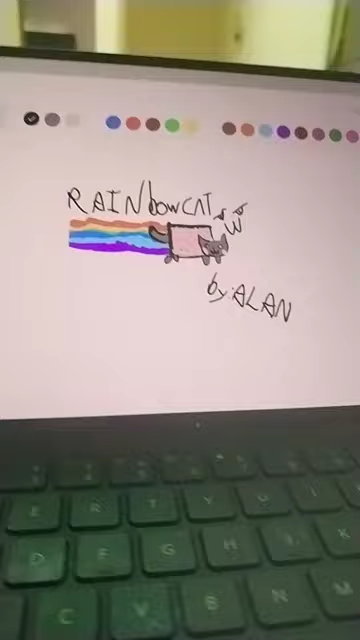 RAINbowCAT
by: ALAN
E R T Y U I
D F G H J K
C V B N M